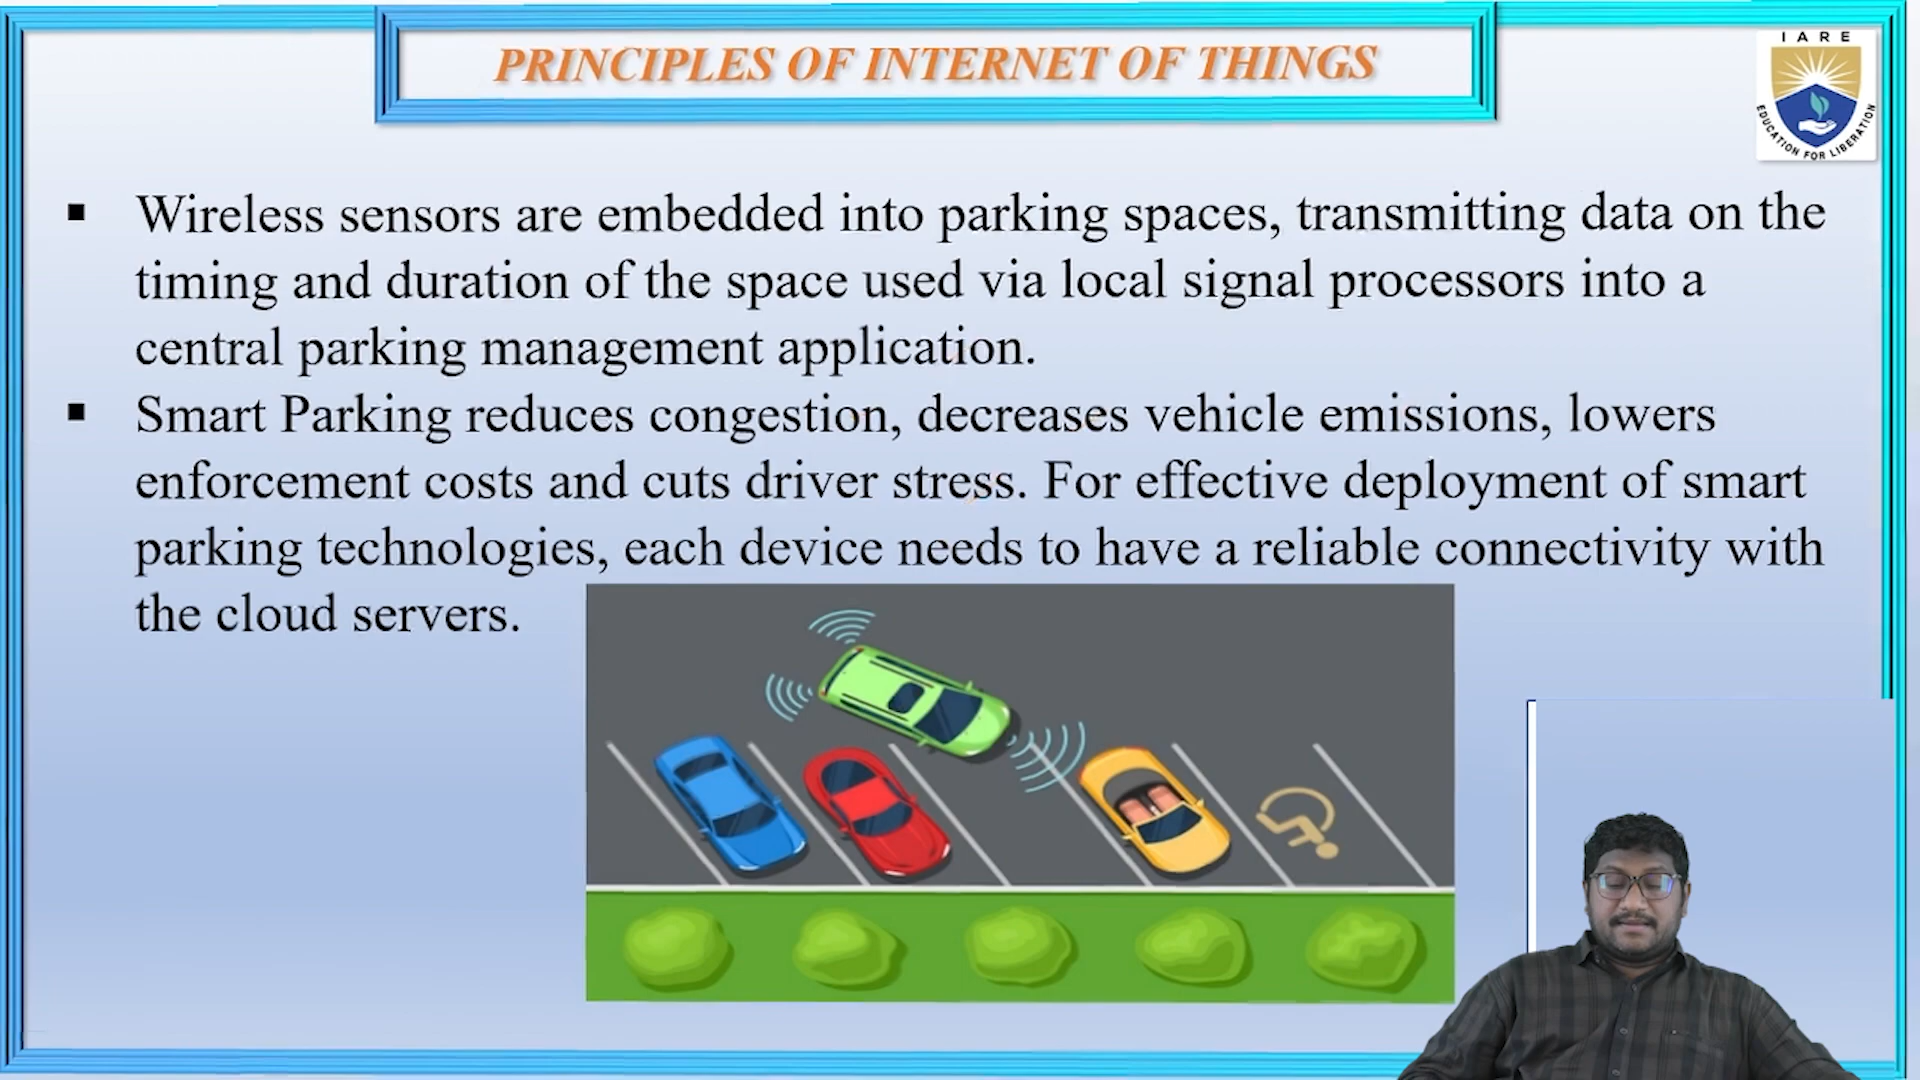 PRINCIPLES OF INTERNET OF THINGS
IARE
EDUCATION FOR LIBERATION
▪ Wireless sensors are embedded into parking spaces, transmitting data on the
timing and duration of the space used via local signal processors into a
central parking management application.
▪ Smart Parking reduces congestion, decreases vehicle emissions, lowers
enforcement costs and cuts driver stress. For effective deployment of smart
parking technologies, each device needs to have a reliable connectivity with
the cloud servers.